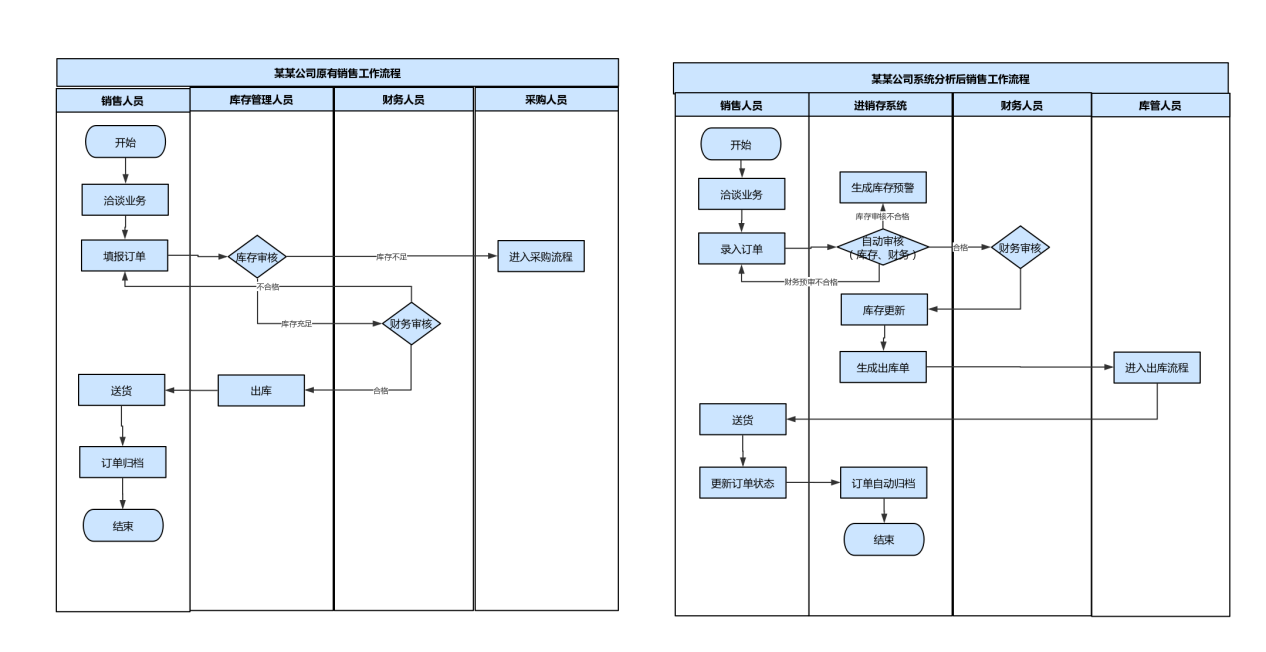 某某公司原有销售工作流程
销售人员
库存管理人员
财务人员
采购人员
开始
洽谈业务
填报订单
库存审核
库存不足
进入采购流程
不合格
库存充足
财务审核
合格
出库
送货
订单归档
结束
某某公司系统分析后销售工作流程
销售人员
进销存系统
财务人员
库管人员
开始
洽谈业务
生成库存预警
库存审核不合格
录入订单
自动审核
（库存、财务）
合格
财务审核
财务预审不合格
库存更新
生成出库单
进入出库流程
送货
更新订单状态
订单自动归档
结束